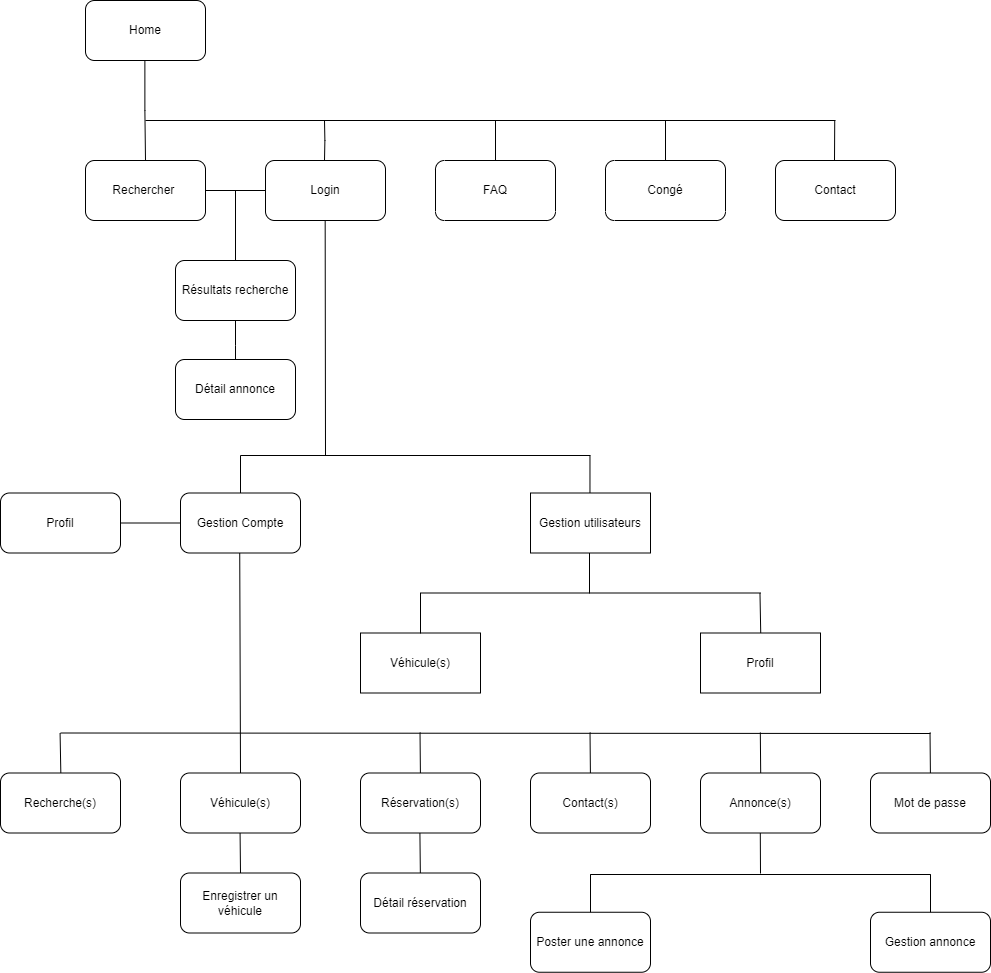 Home
Rechercher
Login
FAQ
Congé
Contact
Résultats recherche
Détail annonce
Profil
Gestion Compte
Gestion utilisateurs
Véhicule(s)
Profil
Recherche(s)
Véhicule(s)
Réservation(s)
Contact(s)
Annonce(s)
Mot de passe
Enregistrer un
véhicule
Détail réservation
Poster une annonce
Gestion annonce